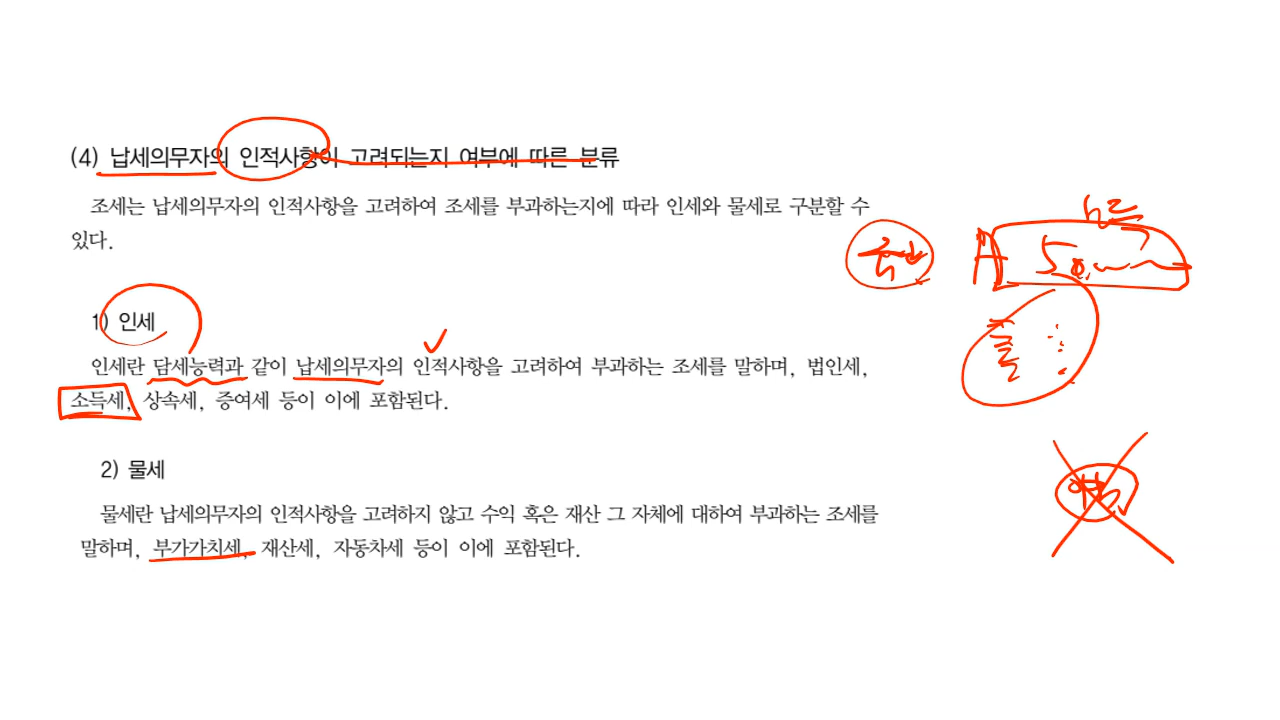 (4) 납세의무자의 인적사항이 고려되는지 여부에 따른 분류
조세는 납세의무자의 인적사항을 고려하여 조세를 부과하는지에 따라 인세와 물세로 구분할 수
있다.
1) 인세
인세란 담세능력과 같이 납세의무자의 인적사항을 고려하여 부과하는 조세를 말하며, 법인세,
소득세, 상속세, 증여세 등이 이에 포함된다.
2) 물세
물세란 납세의무자의 인적사항을 고려하지 않고 수익 혹은 재산 그 자체에 대하여 부과하는 조세를
말하며, 부가가치세, 재산세, 자동차세 등이 이에 포함된다.